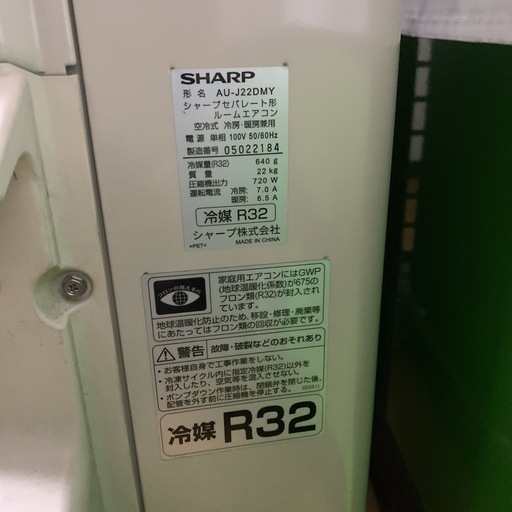 SHARP
形名 AU-J22DMY
シャープセパレート形
ルームエアコン
空冷式 冷房・暖房兼用
電源 単相 100V 50/60Hz
製造番号 05022184
冷媒量(R32) 640 g
質量 22 kg
圧縮機出力 720 W
運転電流 冷房: 7.0 A
暖房: 6.5 A
冷媒 R32
シャープ株式会社
>PET< MADE IN CHINA
家庭用エアコンにはGWP
(地球温暖化係数)が675の
フロン類(R32)が封入され
ています。
地球温暖化防止のため、移設・修理・廃棄等
にあたってはフロン類の回収が必要です。
警告 故障・破裂などのおそれあり
・お客様自身で工事作業をしない。
・冷凍サイクル内に指定冷媒(R32)以外を
封入したり、空気等を混入させない。
・ポンプダウン作業時は、閉鎖弁を閉じた後、
配管を外す前に圧縮機を停止する。
冷媒 R32